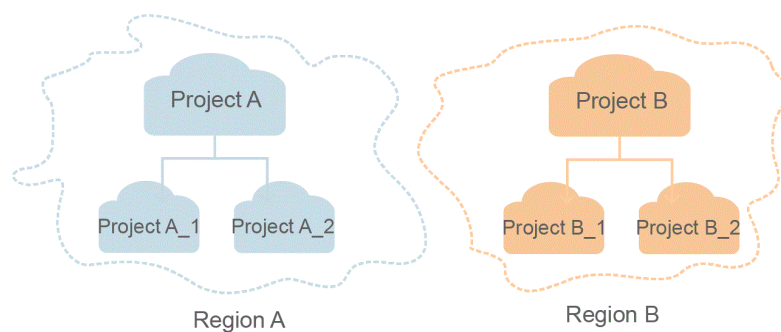 Project A
Project A_1
Project A_2
Region A
Project B
Project B_1
Project B_2
Region B